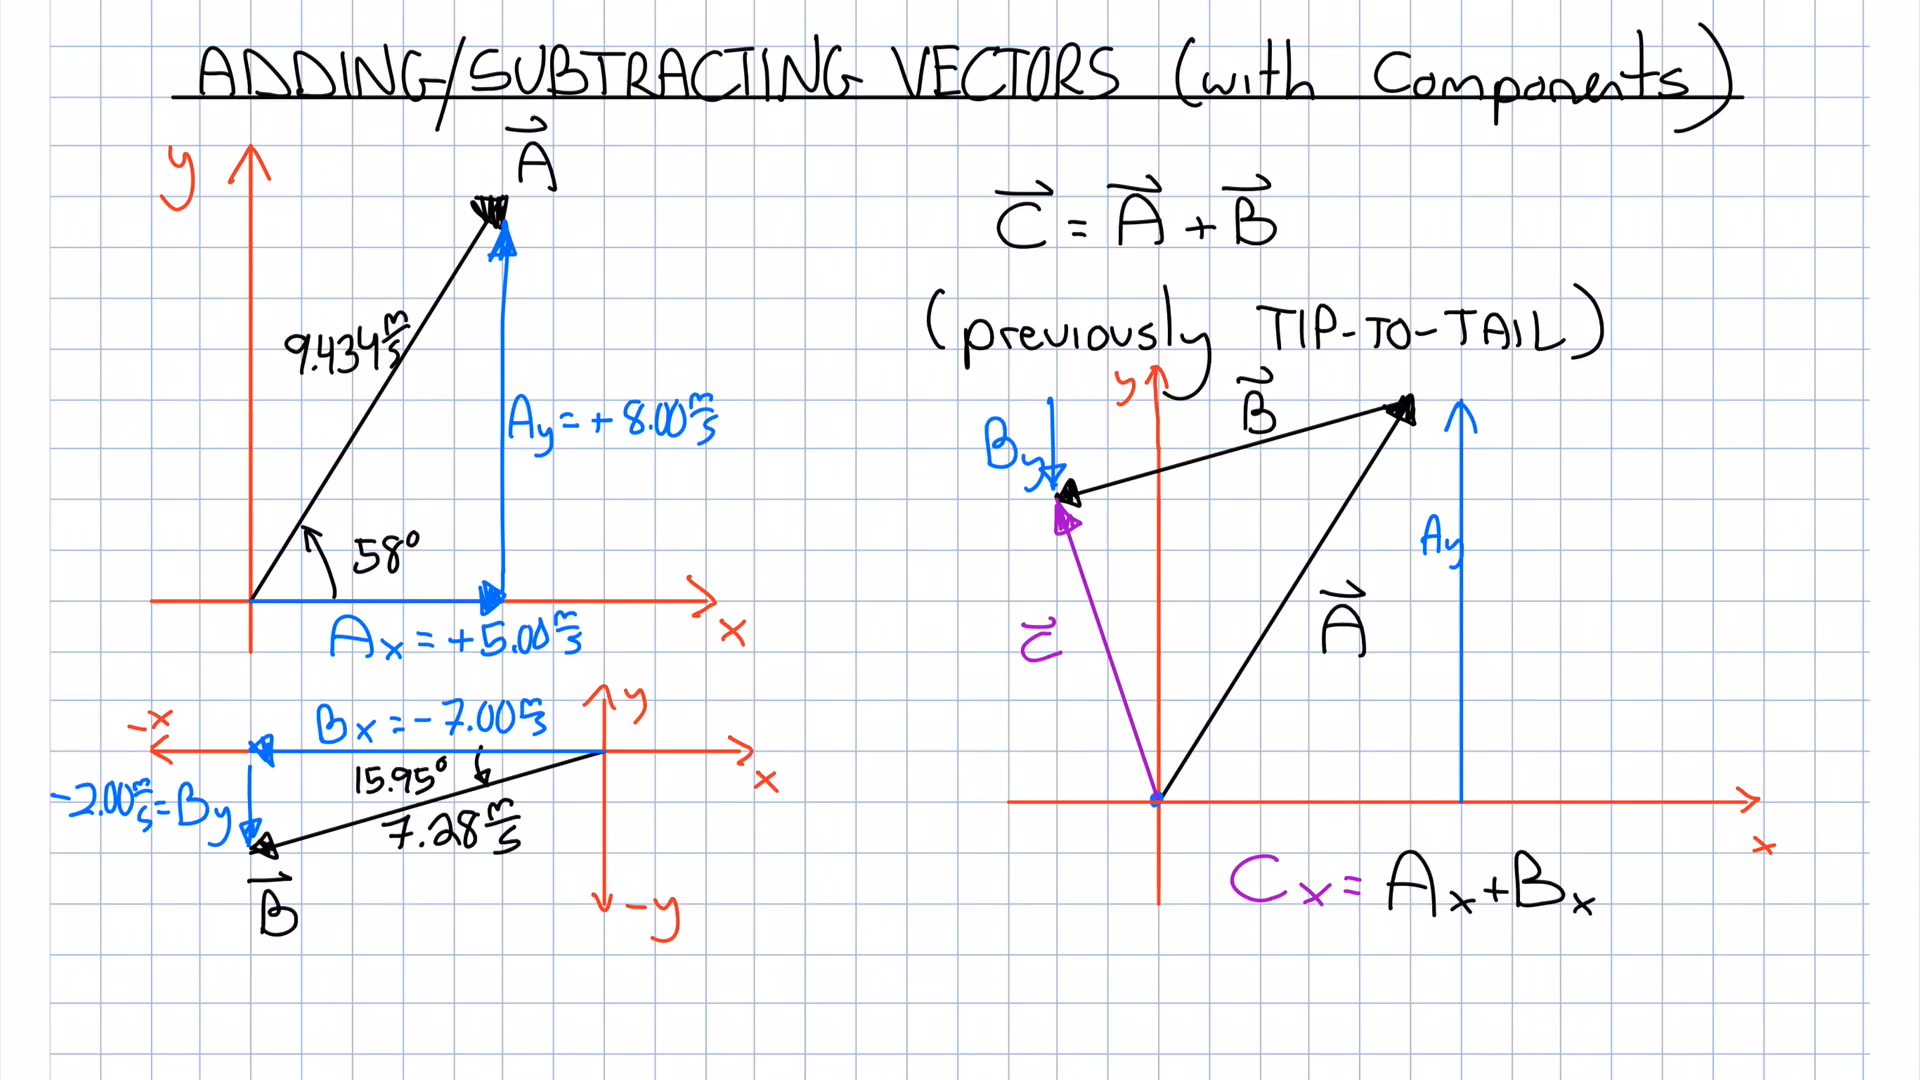 ADDING/SUBTRACTING VECTORS (with Components)
y
A⃗
9.434 m/s
58°
Ay = + 8.00 m/s
Ax = +5.00 m/s
x
-x
Bx = - 7.00 m/s
y
15.95°
x
-2.00 m/s = By
7.28 m/s
B⃗
-y
C⃗ = A⃗ + B⃗
(previously TIP-TO-TAIL)
y
B⃗
By
Ay
A⃗
C⃗
x
Cx = Ax+Bx